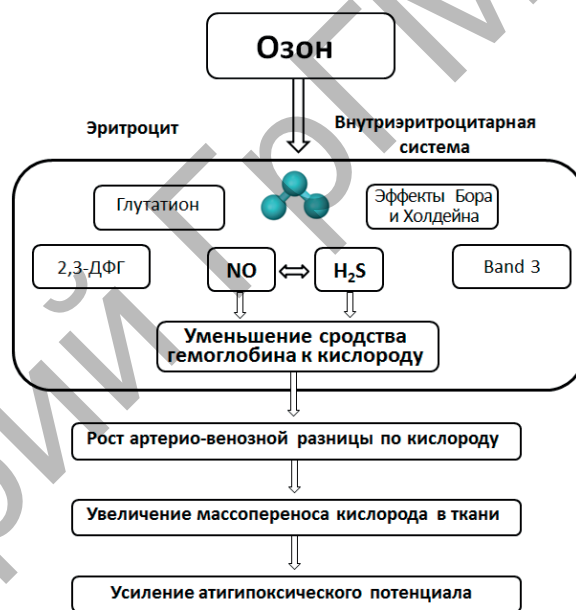 Озон
Эритроцит
Внутриэритроцитарная
система
Глутатион
Эффекты Бора
и Холдейна
2,3-ДФГ
NO
H₂S
Band 3
Уменьшение сродства
гемоглобина к кислороду
Рост артерио-венозной разницы по кислороду
Увеличение массопереноса кислорода в ткани
Усиление атигипоксического потенциала